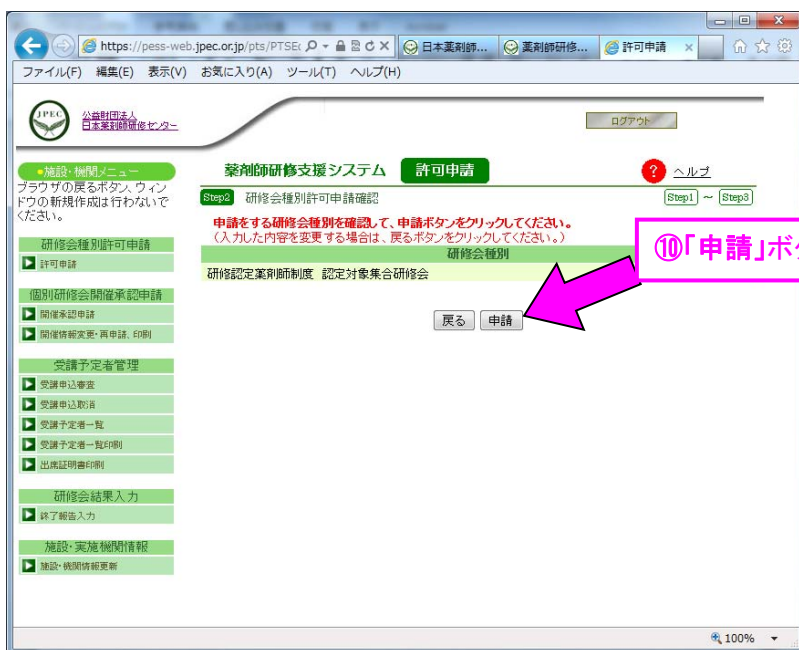 https://pess-web.jpec.or.jp/pts/PTSE
日本薬剤師...
薬剤師研修...
許可申請
ファイル(F) 編集(E) 表示(V) お気に入り(A) ツール(T) ヘルプ(H)
JPEC
公益財団法人
日本薬剤師研修センター
ログアウト
●施設・機関メニュー
ブラウザの戻るボタン、ウィン
ドウの新規作成は行わないで
ください。
研修会種別許可申請
許可申請
個別研修会開催承認申請
開催承認申請
開催情報変更・再申請、印刷
受講予定者管理
受講申込審査
受講申込取消
受講予定者一覧
受講予定者一覧印刷
出席証明書印刷
研修会結果入力
終了報告入力
施設・実施機関情報
施設・機関情報更新
薬剤師研修支援システム 許可申請
? ヘルプ
Step2 研修会種別許可申請確認
Step1 ~ Step3
申請をする研修会種別を確認して、申請ボタンをクリックしてください。
(入力した内容を変更する場合は、戻るボタンをクリックしてください。)
研修会種別
研修認定薬剤師制度 認定対象集合研修会
戻る 申請
⑩「申請」ボ
100%